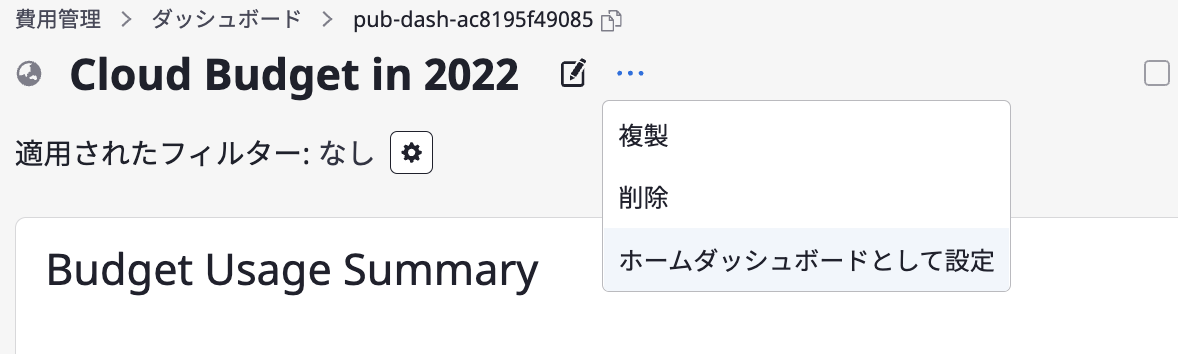 費用管理 > ダッシュボード > pub-dash-ac8195f49085
Cloud Budget in 2022
適用されたフィルター: なし
複製
削除
ホームダッシュボードとして設定
Budget Usage Summary